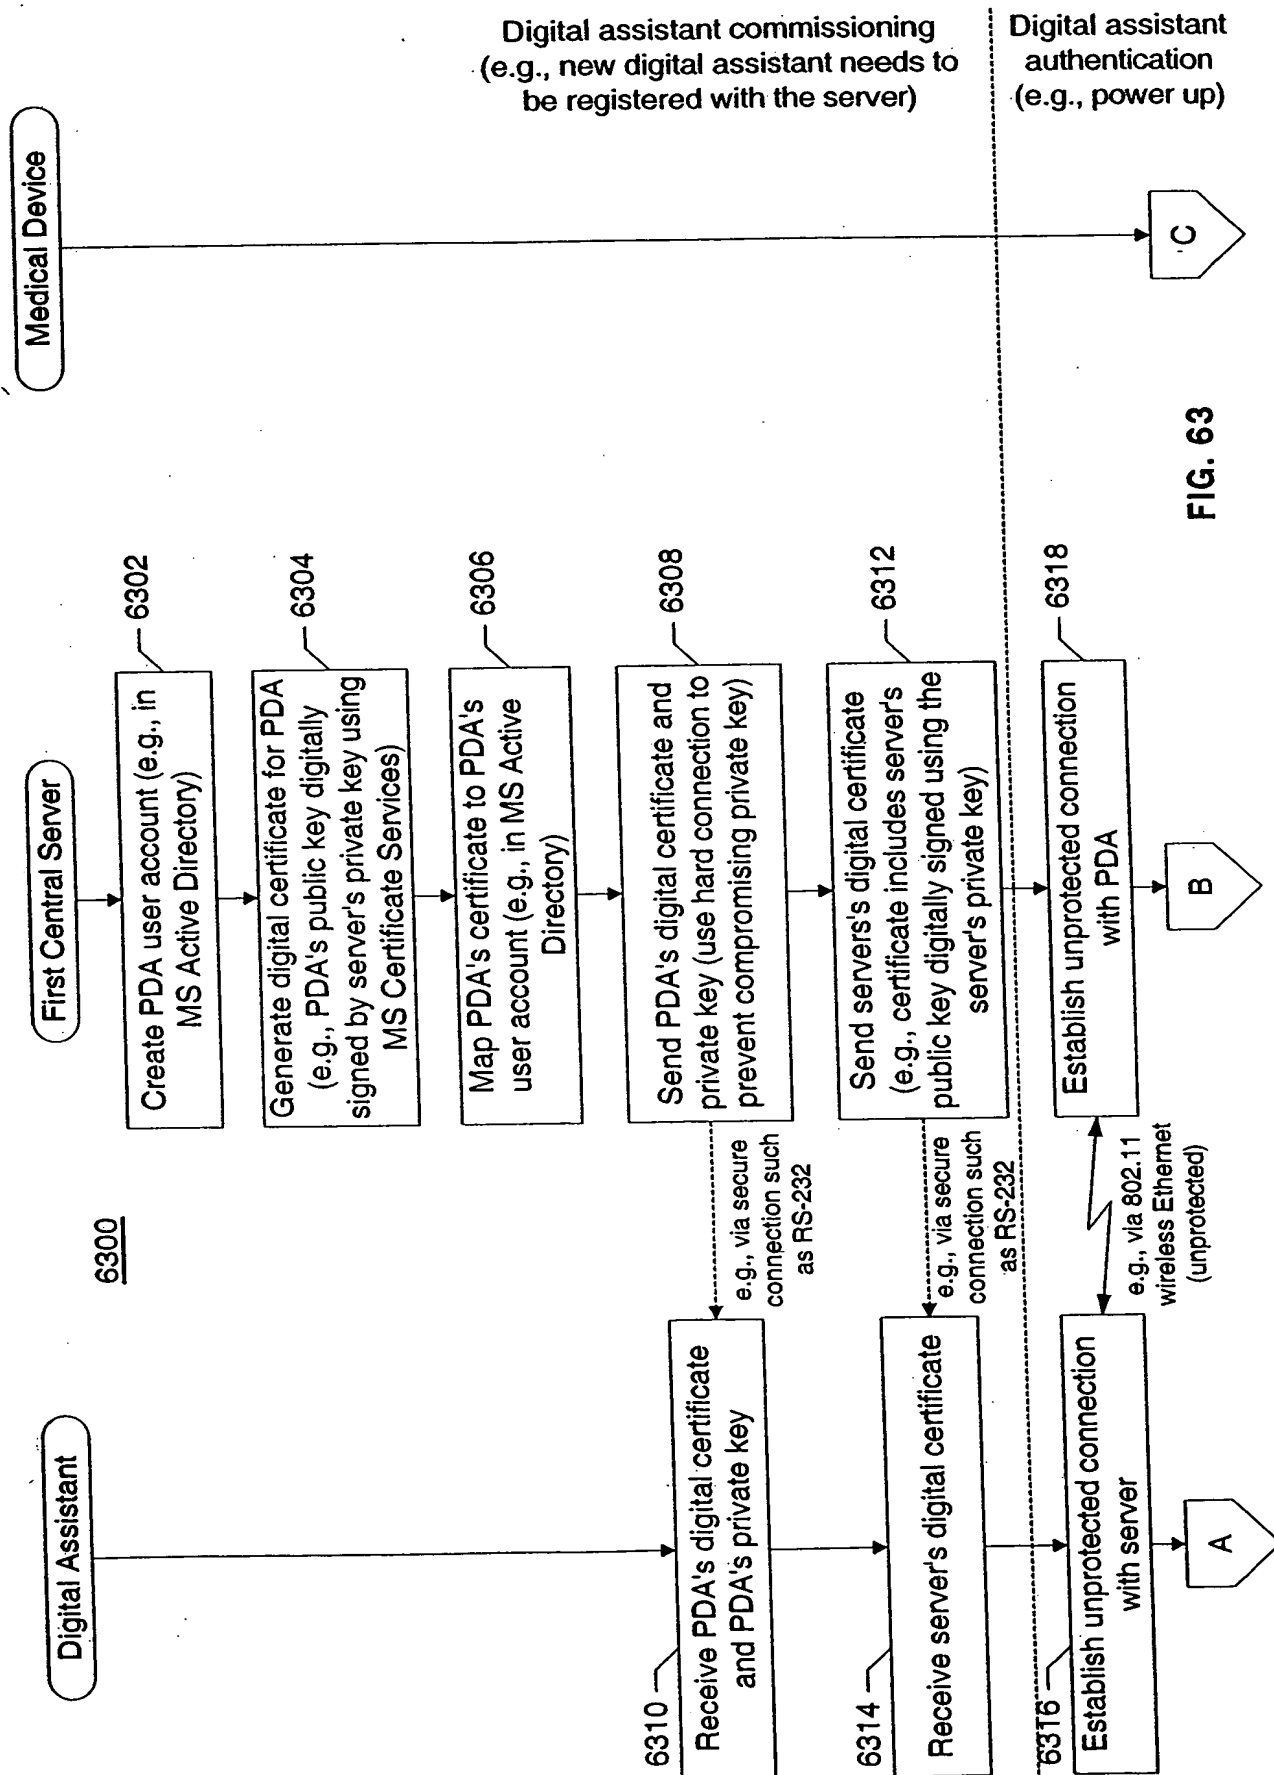 Digital Assistant
First Central Server
Medical Device
6300
Create PDA user account (e.g., in
MS Active Directory)
6302
Generate digital certificate for PDA
(e.g., PDA's public key digitally
signed by server's private key using
MS Certificate Services)
6304
Map PDA's certificate to PDA's
user account (e.g., in MS Active
Directory)
6306
Send PDA's digital certificate and
private key (use hard connection to
prevent compromising private key)
6308
e.g., via secure
connection such
as RS-232
6310
Receive PDA's digital certificate
and PDA's private key
Send servers's digital certificate
(e.g., certificate includes server's
public key digitally signed using the
server's private key)
6312
e.g., via secure
connection such
as RS-232
6314
Receive server's digital certificate
Digital assistant commissioning
(e.g., new digital assistant needs to
be registered with the server)
Digital assistant
authentication
(e.g., power up)
6316
Establish unprotected connection
with server
e.g., via 802.11
wireless Ethernet
(unprotected)
Establish unprotected connection
with PDA
6318
A
B
C
FIG. 63